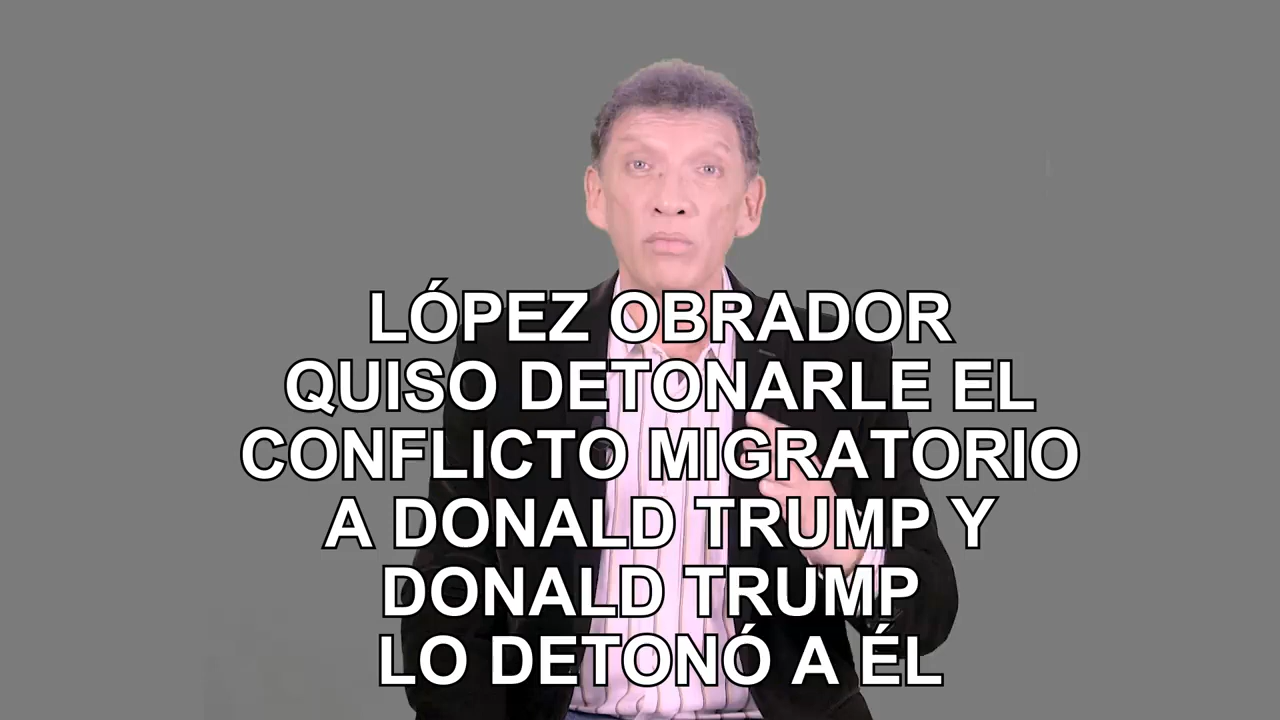 LÓPEZ OBRADOR
QUISO DETONARLE EL
CONFLICTO MIGRATORIO
A DONALD TRUMP Y
DONALD TRUMP
LO DETONÓ A ÉL